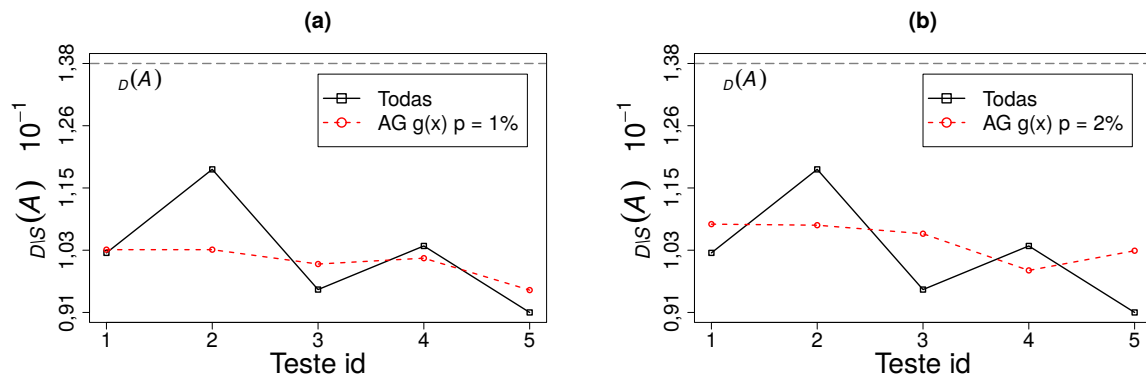 (a)
1,38
1,26
1,15
1,03
0,91
D|S(A) 10⁻¹
D(A)
Todas
AG g(x) p = 1%
1 2 3 4 5
Teste id
(b)
1,38
1,26
1,15
1,03
0,91
D|S(A) 10⁻¹
D(A)
Todas
AG g(x) p = 2%
1 2 3 4 5
Teste id